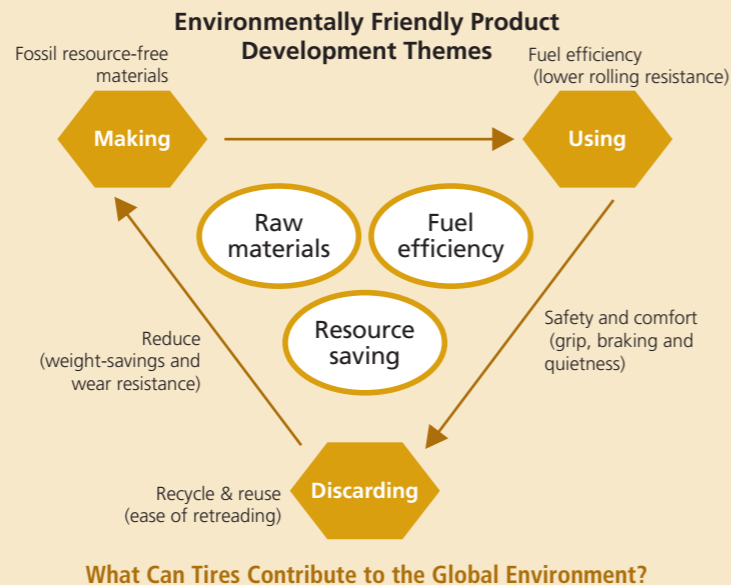 Environmentally Friendly Product
Development Themes
Fossil resource-free
materials
Fuel efficiency
(lower rolling resistance)
Making
Using
Raw
materials
Fuel
efficiency
Resource
saving
Reduce
(weight-savings and
wear resistance)
Safety and comfort
(grip, braking and
quietness)
Recycle & reuse
(ease of retreading)
Discarding
What Can Tires Contribute to the Global Environment?